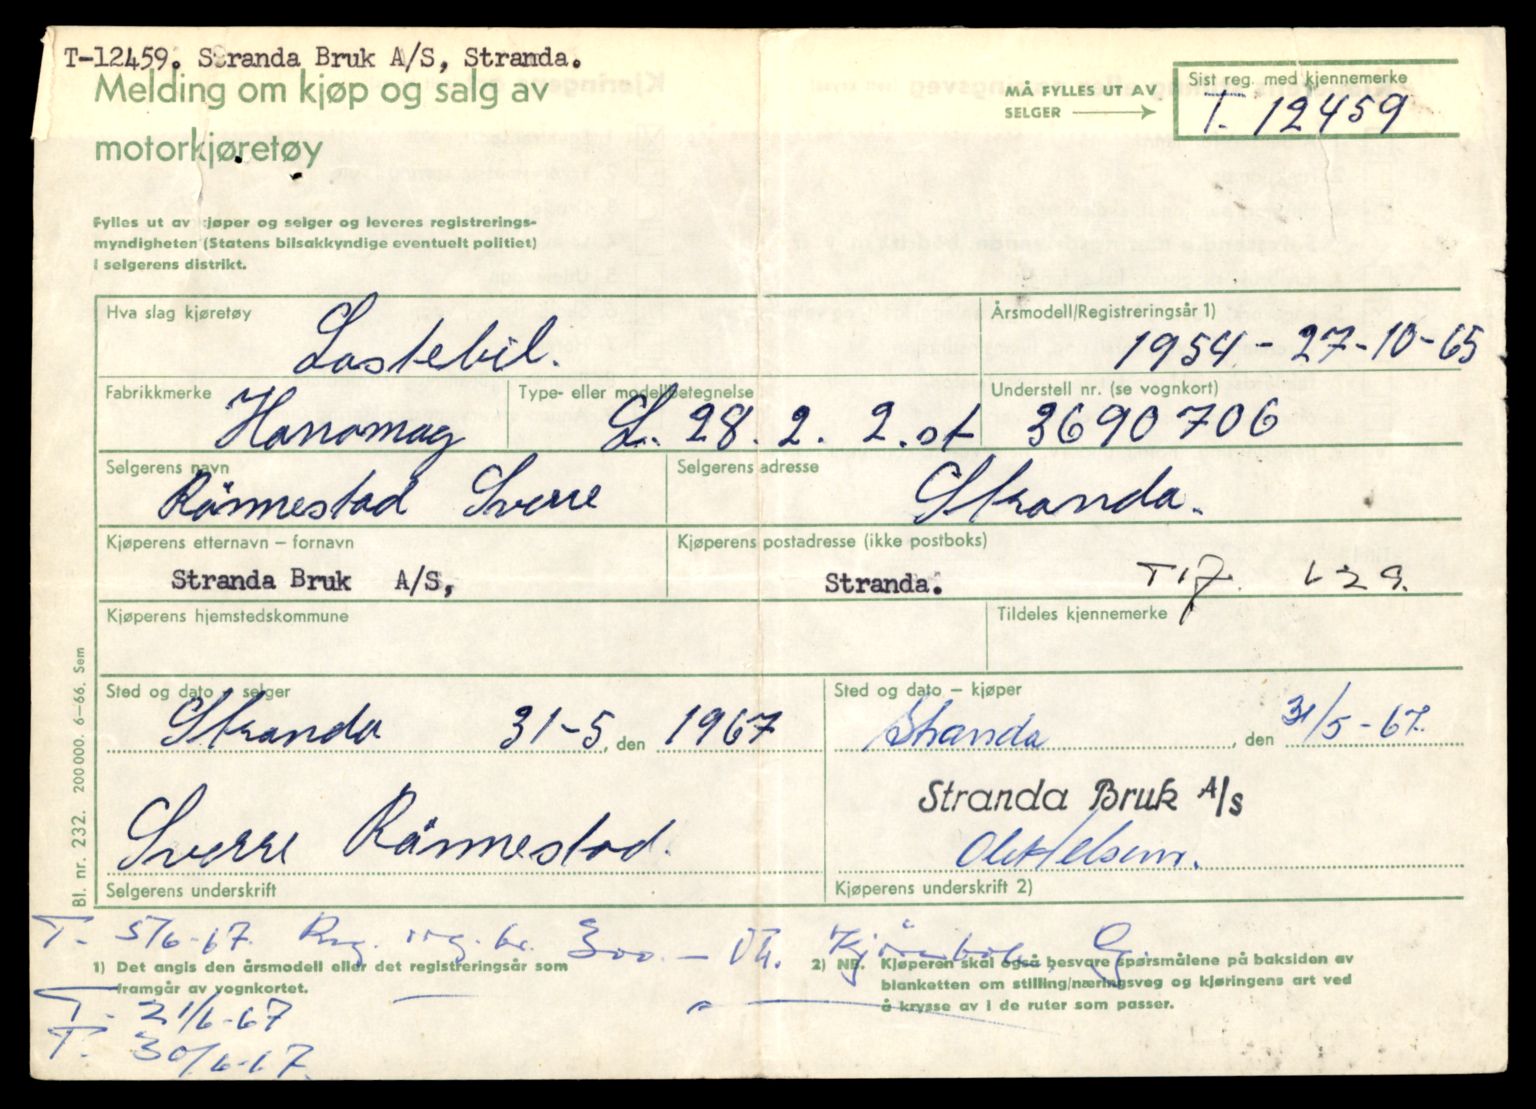 T-12459. Stranda Bruk A/S, Stranda.
Melding om kjøp og salg av
motorkjøretøy
MÅ FYLLES UT AV
SELGER
Sist reg. med kjennemerke
T. 12459
Fylles ut av kjøper og selger og leveres registrerings-
myndigheten (Statens bilsakkyndige eventuelt politiet)
i selgerens distrikt.
Hva slag kjøretøy
Lastebil.
Årsmodell/Registreringsår 1)
1954 - 27-10-65
Fabrikkmerke
Hanomag
Type- eller modellbetegnelse
L. 28. 2. 2. st
Understell nr. (se vognkort)
3690706
Selgerens navn
Rånnestad Sverre
Selgerens adresse
Stranda.
Kjøperens etternavn – fornavn
Stranda Bruk A/S,
Kjøperens postadresse (ikke postboks)
Stranda.
Kjøperens hjemstedskommune
Tildeles kjennemerke
Sted og dato – selger
Stranda 31-5, den 1967
Sted og dato – kjøper
Stranda, den 31/5-67.
Sverre Rånnestad.
Selgerens underskrift
Stranda Bruk A/S
Kjøperens underskrift 2)
Bl. nr. 232. 200 000. 6-66. Sem
T. 5/6-67.
1) Det angis den årsmodell eller det registreringsår som
framgår av vognkortet.
2) NB. Kjøperen skal også besvare spørsmålene på baksiden av
blanketten om stilling/næringsveg og kjøringens art ved
å krysse av i de ruter som passer.
T. 21/6-67
T. 30/6-67.